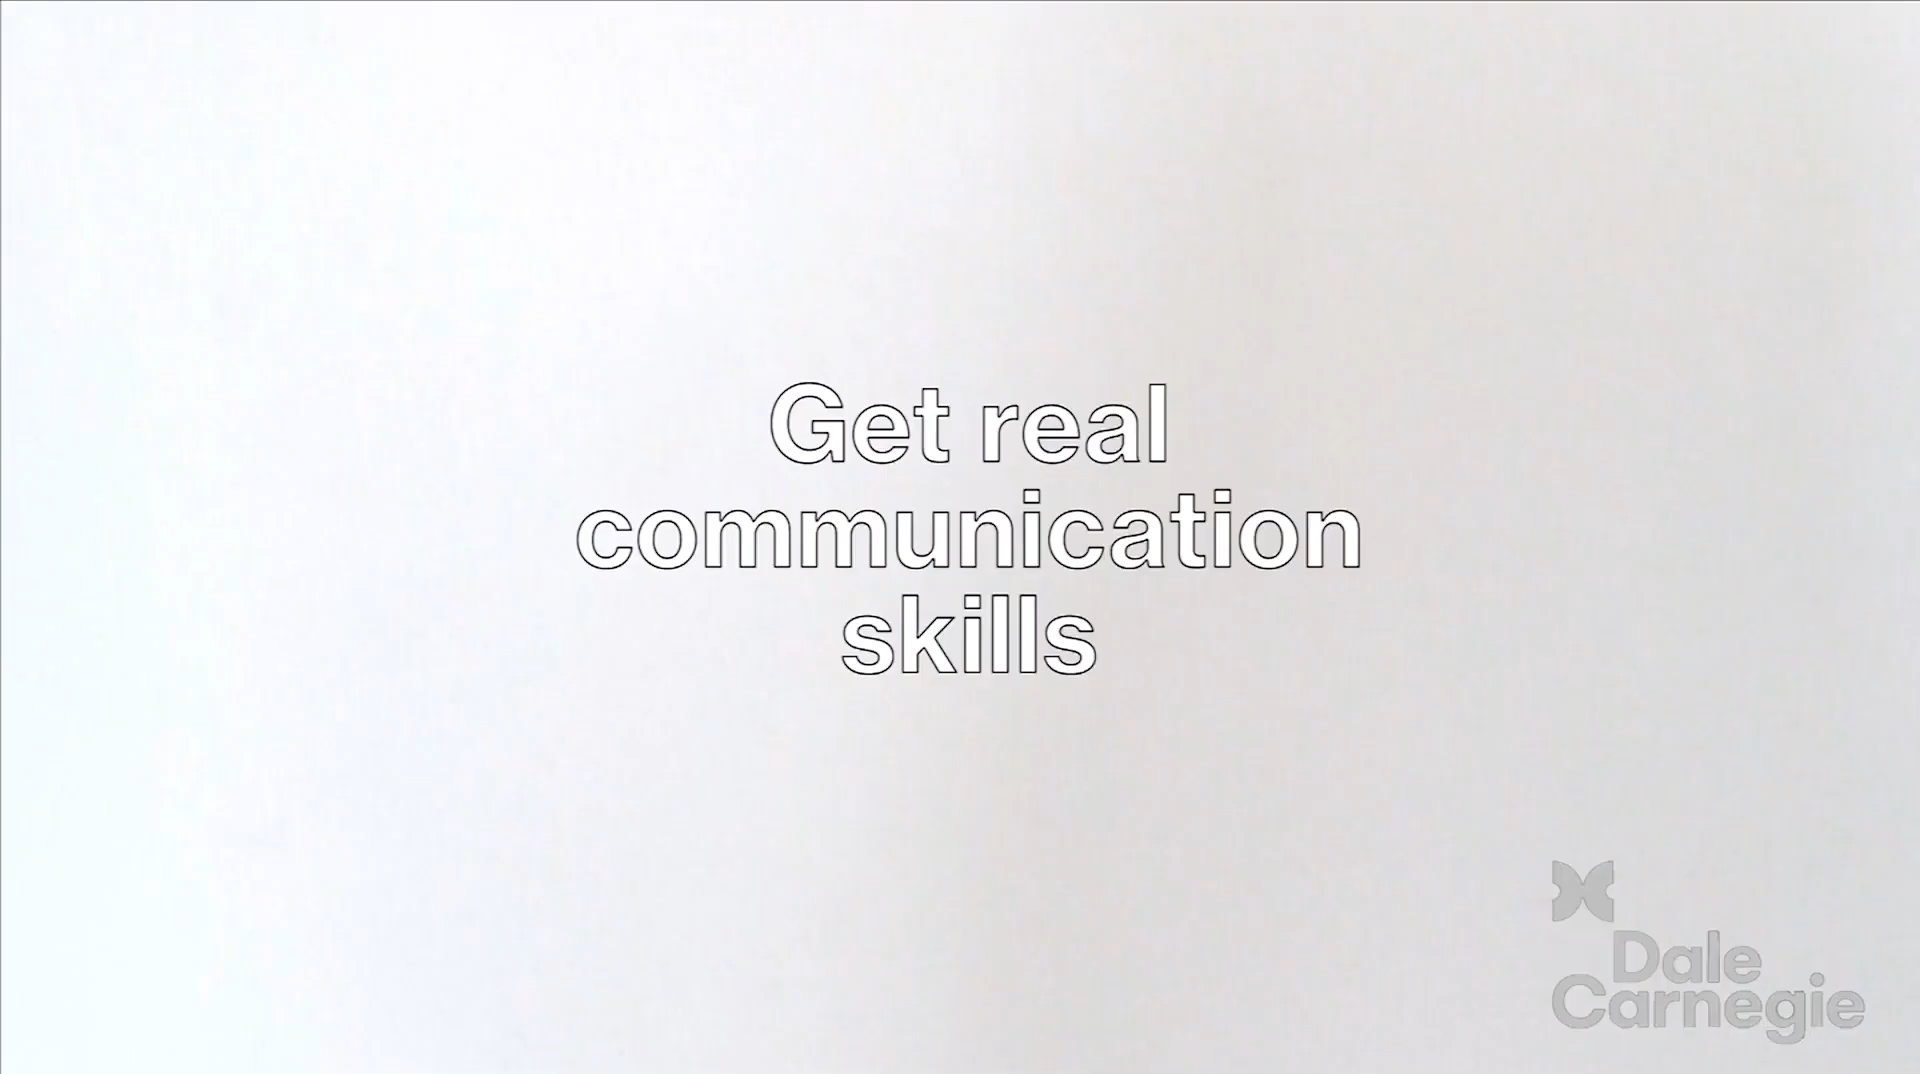 Get real
communication
skills
Dale
Carnegie